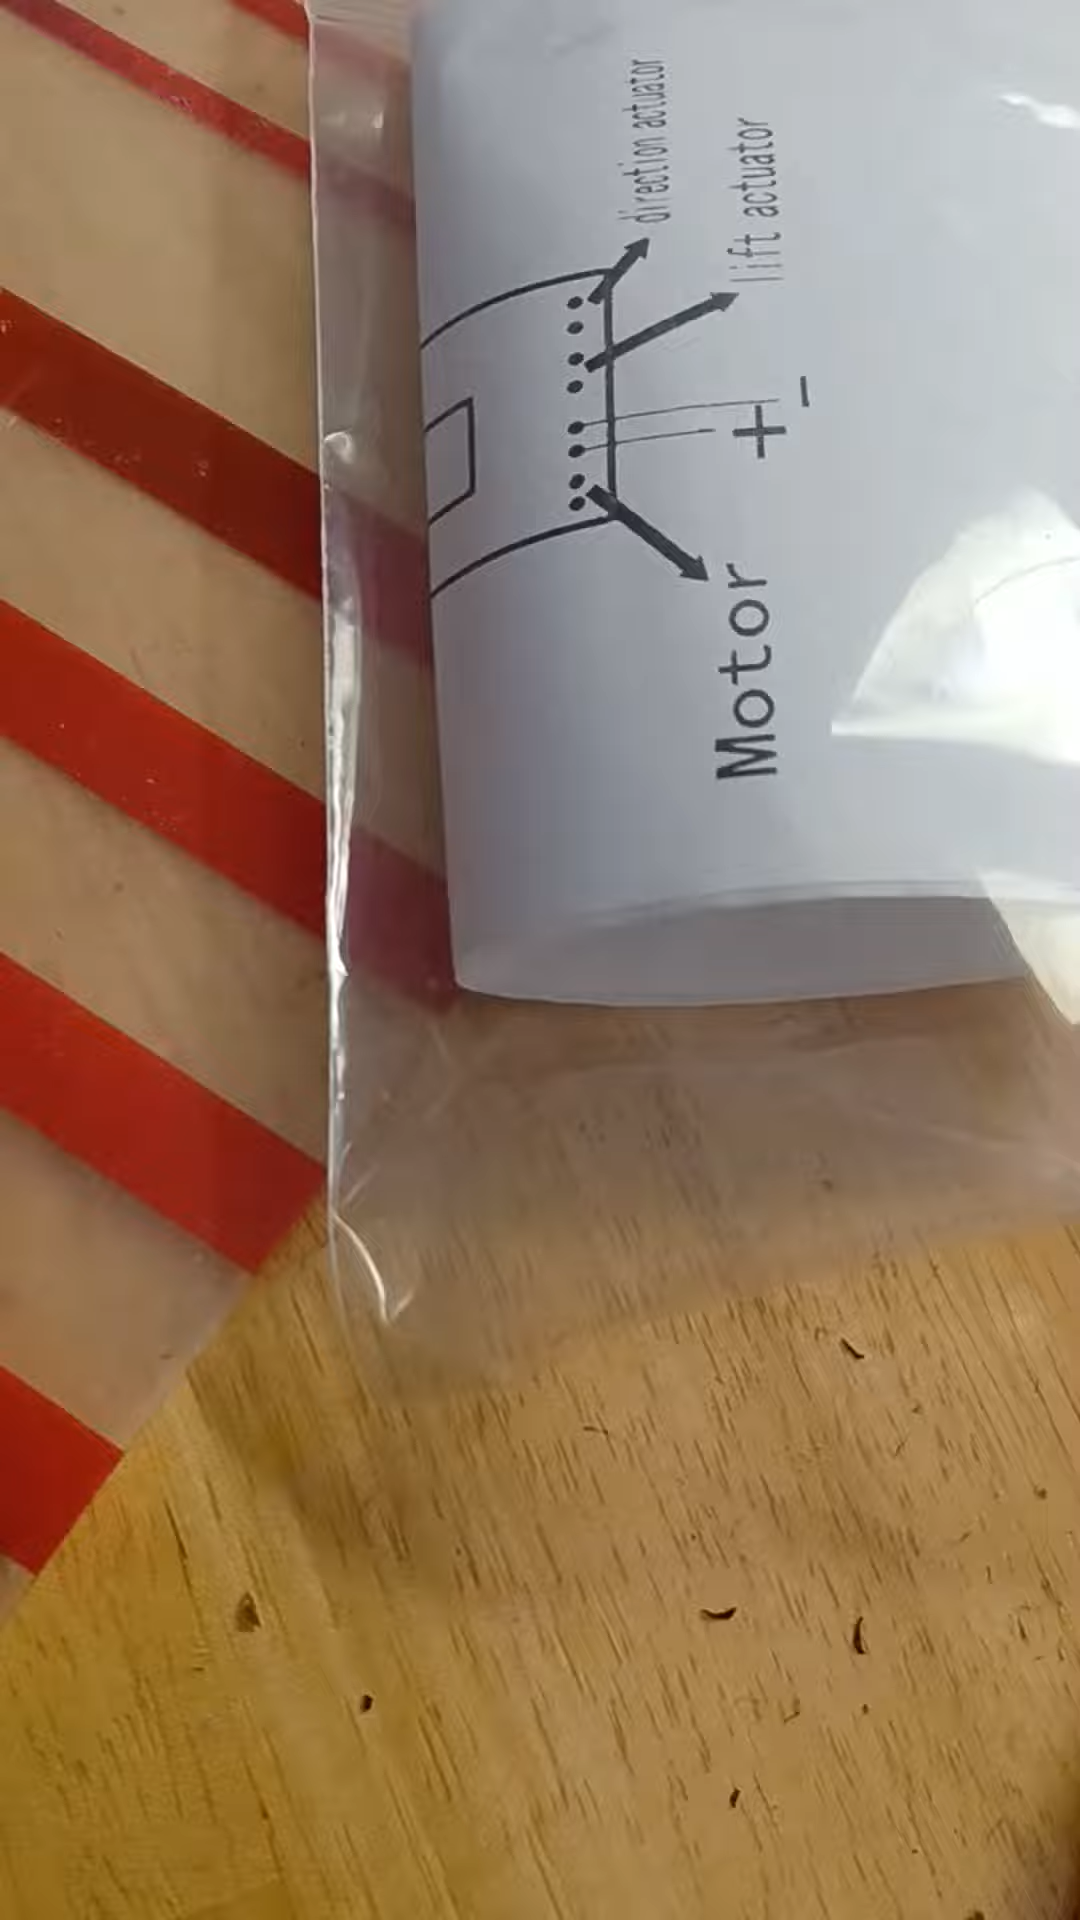 direction actuator
lift actuator
+
-
Motor